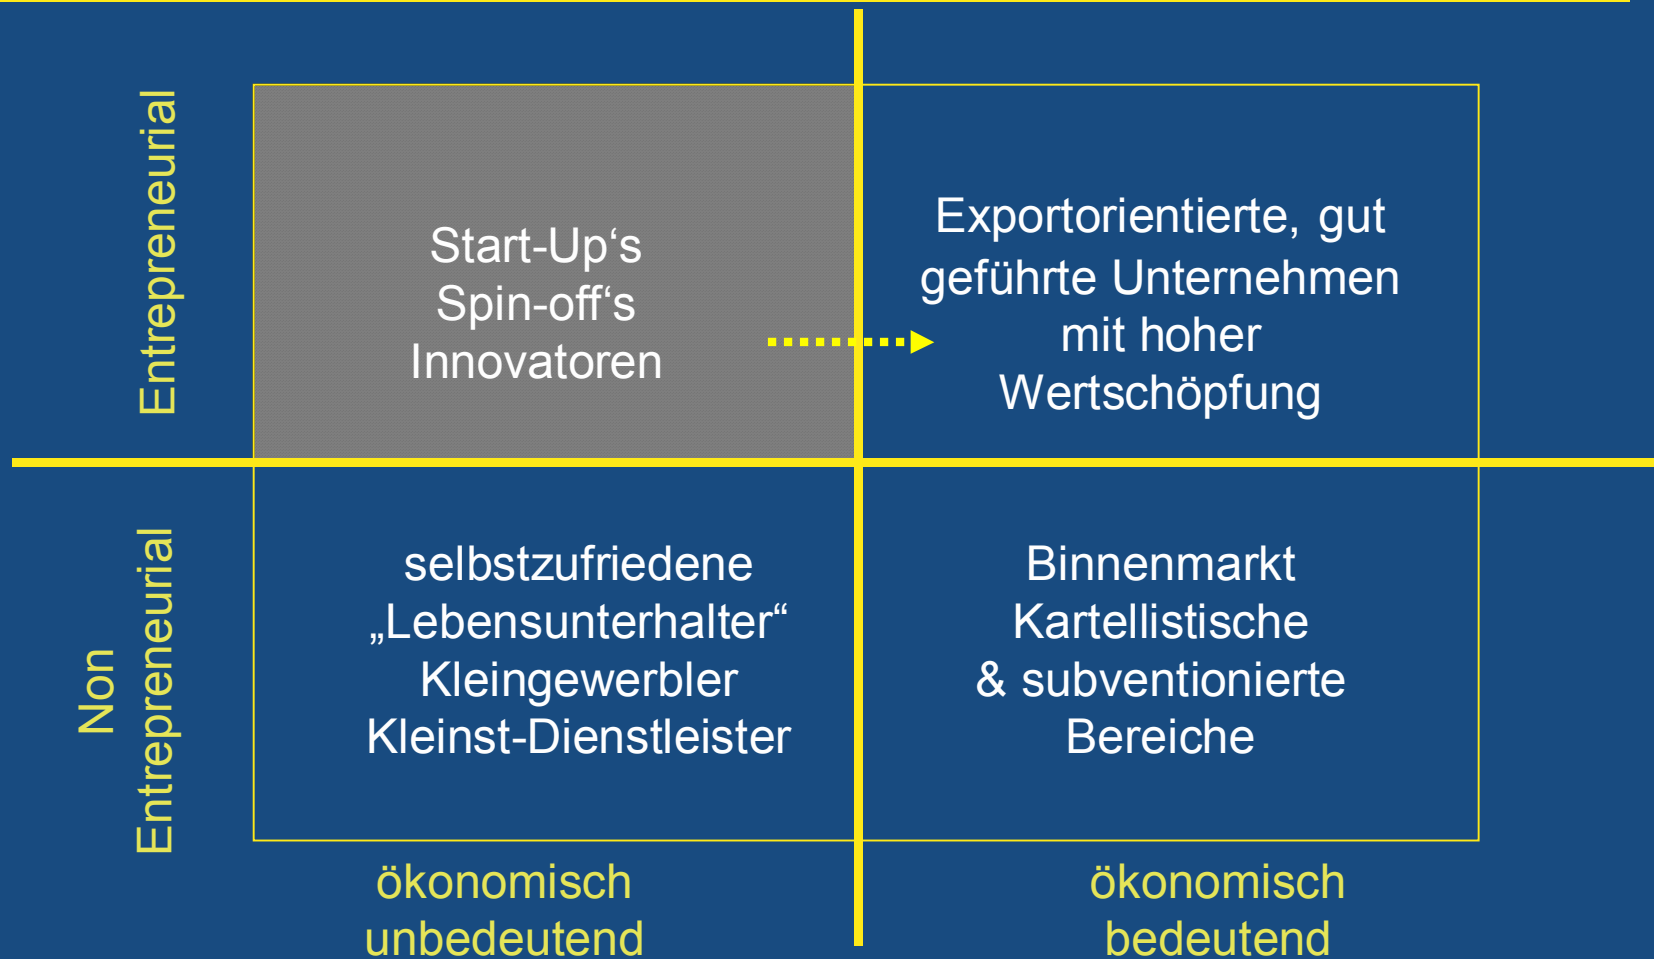 Entrepreneurial
Start-Up‘s
Spin-off‘s
Innovatoren
Exportorientierte, gut
geführte Unternehmen
mit hoher
Wertschöpfung
Non
Entrepreneurial
selbstzufriedene
„Lebensunterhalter“
Kleingewerbler
Kleinst-Dienstleister
Binnenmarkt
Kartellistische
& subventionierte
Bereiche
ökonomisch
unbedeutend
ökonomisch
bedeutend